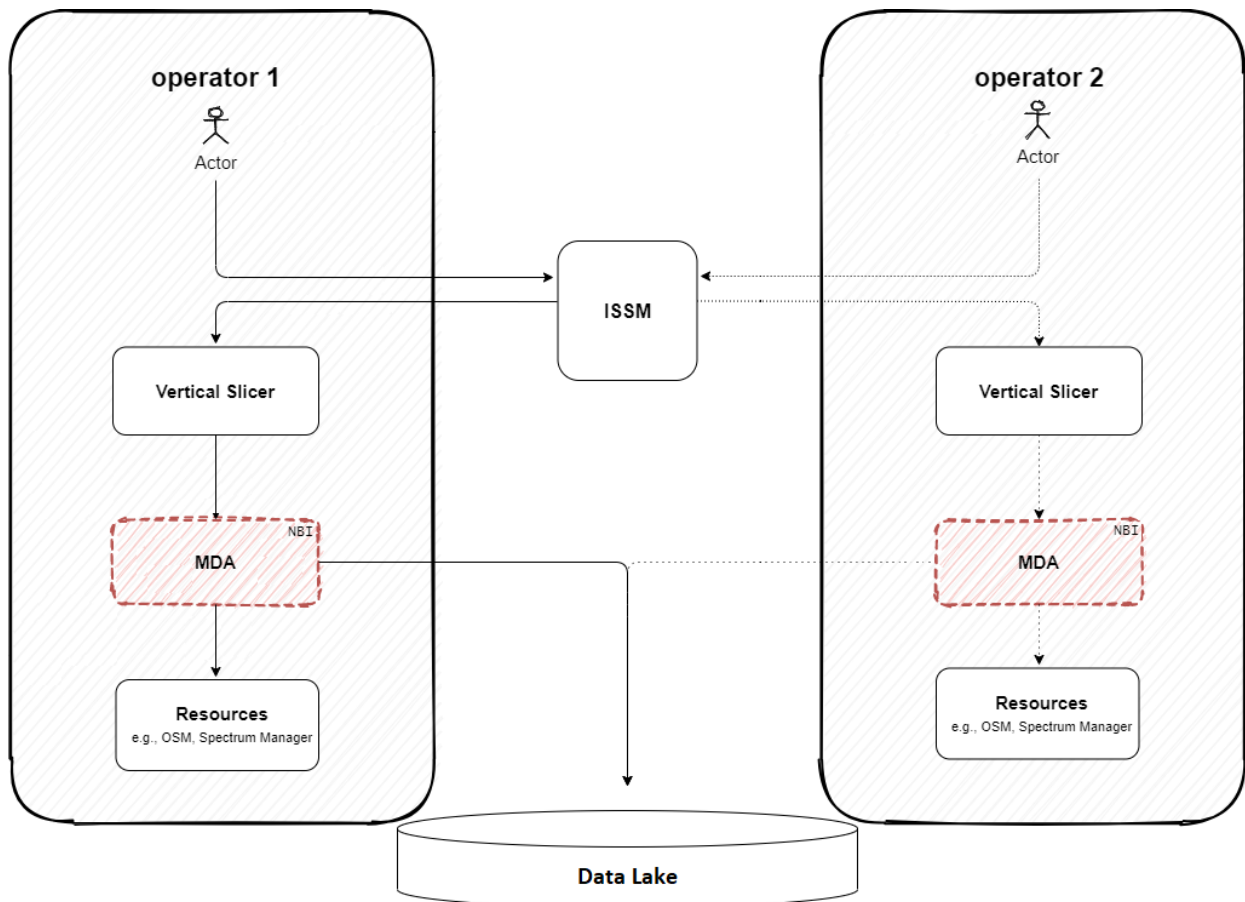 operator 1
Actor
operator 2
Actor
ISSM
Vertical Slicer
Vertical Slicer
NBI
MDA
NBI
MDA
Resources
e.g., OSM, Spectrum Manager
Resources
e.g., OSM, Spectrum Manager
Data Lake